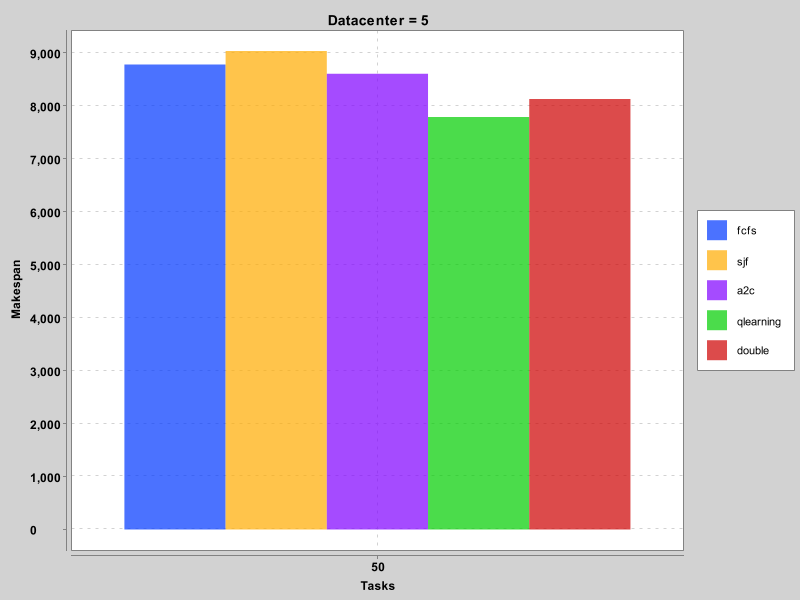 Datacenter = 5
Makespan
9,000
8,000
7,000
6,000
5,000
4,000
3,000
2,000
1,000
0
50
Tasks
fcfs
sjf
a2c
qlearning
double